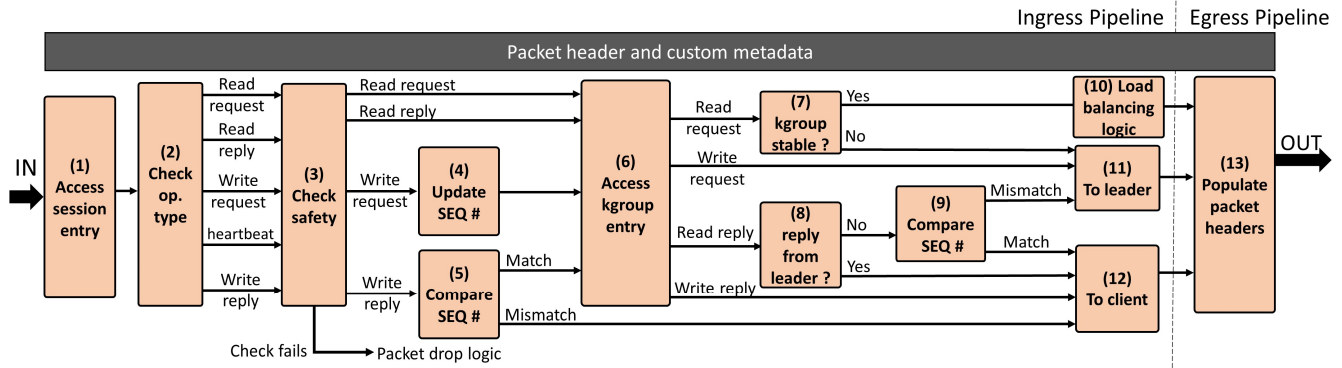 Ingress Pipeline
Egress Pipeline
Packet header and custom metadata
IN
(1)
Access
session
entry
(2)
Check
op.
type
Read
request
Read
reply
Write
request
heartbeat
Write
reply
(3)
Check
safety
Check fails
Packet drop logic
Read request
Read reply
Write
request
Write
reply
(4)
Update
SEQ #
(5)
Compare
SEQ #
Match
Mismatch
(6)
Access
kgroup
entry
Read
request
Write
request
Read reply
Write reply
(7)
kgroup
stable ?
Yes
No
(8)
reply
from
leader ?
No
Yes
(9)
Compare
SEQ #
Mismatch
Match
(10) Load
balancing
logic
(11)
To leader
(12)
To client
(13)
Populate
packet
headers
OUT